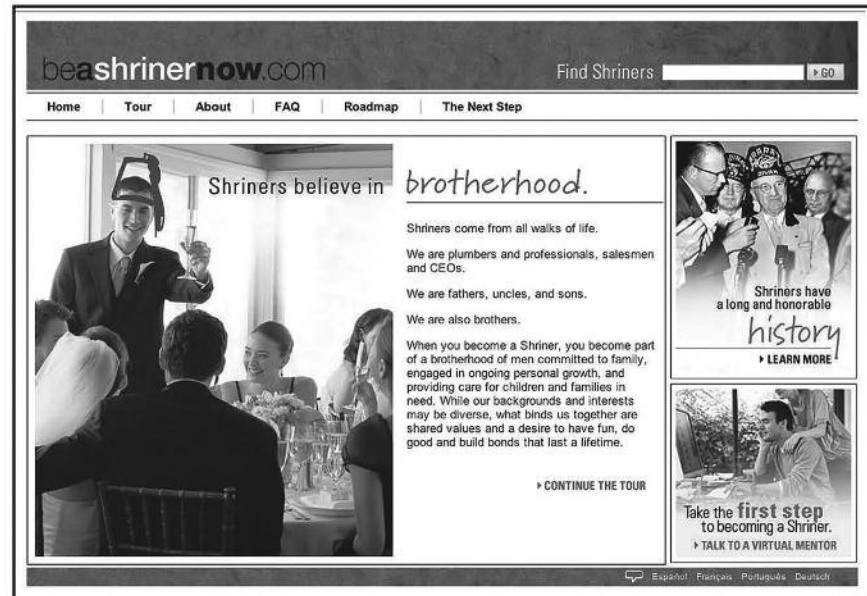 beashrinernow.com
Find Shriners
GO
Home
Tour
About
FAQ
Roadmap
The Next Step
Shriners believe in brotherhood.
Shriners come from all walks of life.
We are plumbers and professionals, salesmen
and CEOs.
We are fathers, uncles, and sons.
We are also brothers.
When you become a Shriner, you become part
of a brotherhood of men committed to family,
engaged in ongoing personal growth, and
providing care for children and families in
need. While our backgrounds and interests
may be diverse, what binds us together are
shared values and a desire to have fun, do
good and build bonds that last a lifetime.
CONTINUE THE TOUR
Shriners have
a long and honorable
history
LEARN MORE
Take the first step
to becoming a Shriner.
TALK TO A VIRTUAL MENTOR
Español Français Português Deutsch